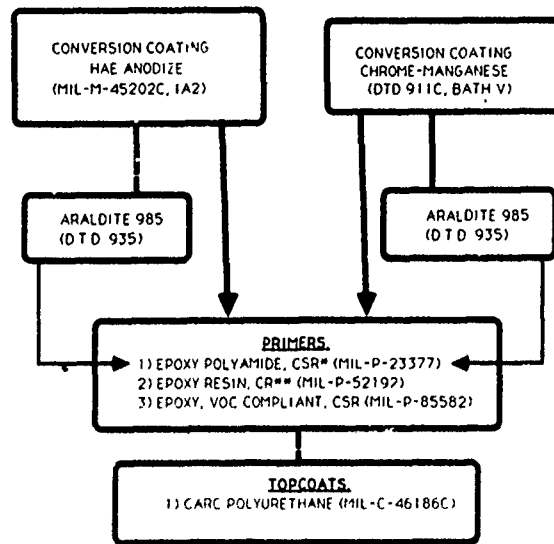 CONVERSION COATING
HAE ANODIZE
(MIL-M-45202C, IA2)
CONVERSION COATING
CHROME-MANGANESE
(DTD 911C, BATH V)
ARALDITE 985
(DTD 935)
ARALDITE 985
(DTD 935)
PRIMERS
1) EPOXY POLYAMIDE, CSR* (MIL-P-23377)
2) EPOXY RESIN, CR** (MIL-P-52192)
3) EPOXY, VOC COMPLIANT, CSR (MIL-P-85582)
TOPCOATS
1) CARC POLYURETHANE (MIL-C-46186C)